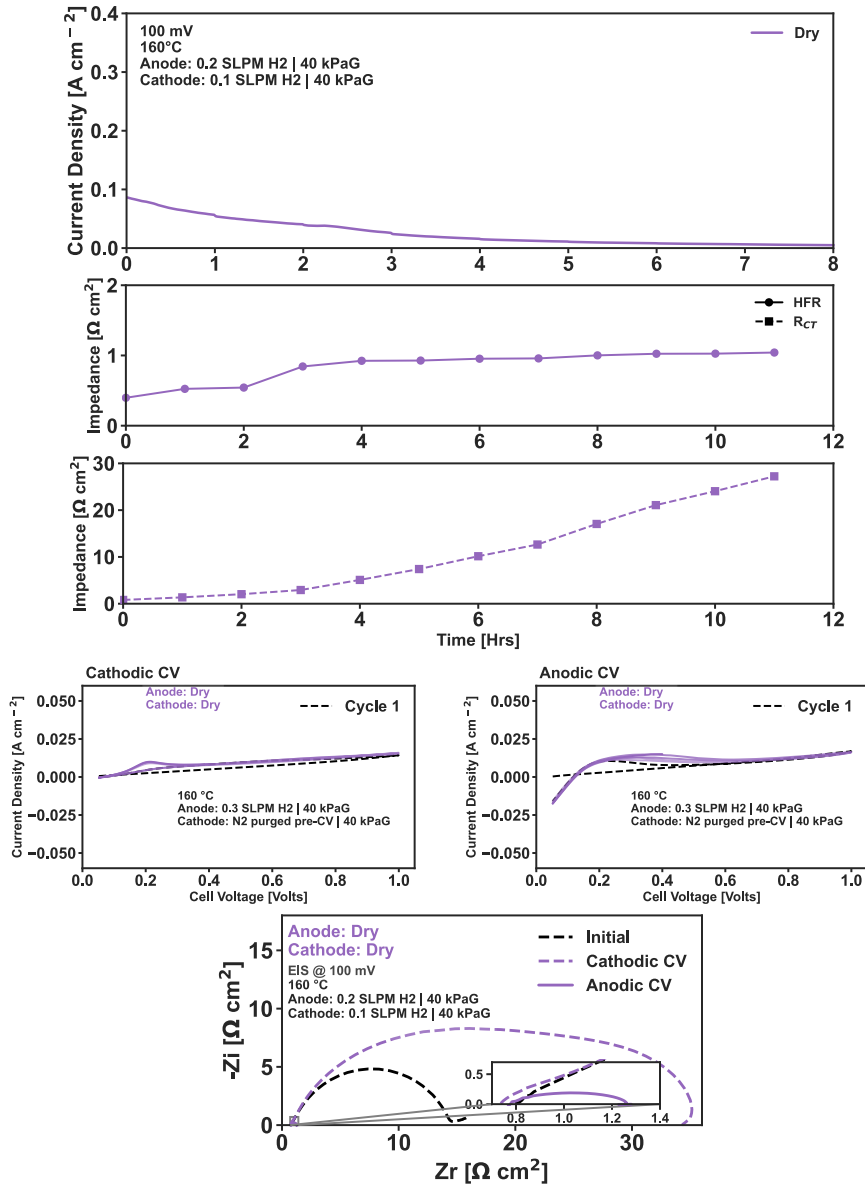 Current Density [A cm⁻²]
0.4
0.3
0.2
0.1
0.0
100 mV
160°C
Anode: 0.2 SLPM H2 | 40 kPaG
Cathode: 0.1 SLPM H2 | 40 kPaG
Dry
0 1 2 3 4 5 6 7 8
Impedance [Ω cm²]
2
1
0
HFR
R_CT
0 2 4 6 8 10 12
Impedance [Ω cm²]
30
20
10
0
0 2 4 6 8 10 12
Time [Hrs]
Cathodic CV
Current Density [A cm⁻²]
0.050
0.025
0.000
−0.025
−0.050
Anode: Dry
Cathode: Dry
Cycle 1
160 °C
Anode: 0.3 SLPM H2 | 40 kPaG
Cathode: N2 purged pre-CV | 40 kPaG
0.0 0.2 0.4 0.6 0.8 1.0
Cell Voltage [Volts]
Anodic CV
Current Density [A cm⁻²]
0.050
0.025
0.000
−0.025
−0.050
Anode: Dry
Cathode: Dry
Cycle 1
160 °C
Anode: 0.3 SLPM H2 | 40 kPaG
Cathode: N2 purged pre-CV | 40 kPaG
0.0 0.2 0.4 0.6 0.8 1.0
Cell Voltage [Volts]
-Zi [Ω cm²]
15
10
5
0
Anode: Dry
Cathode: Dry
EIS @ 100 mV
160 °C
Anode: 0.2 SLPM H2 | 40 kPaG
Cathode: 0.1 SLPM H2 | 40 kPaG
Initial
Cathodic CV
Anodic CV
0.5
0.0
0.8 1.0 1.2 1.4
0 10 20 30
Zr [Ω cm²]